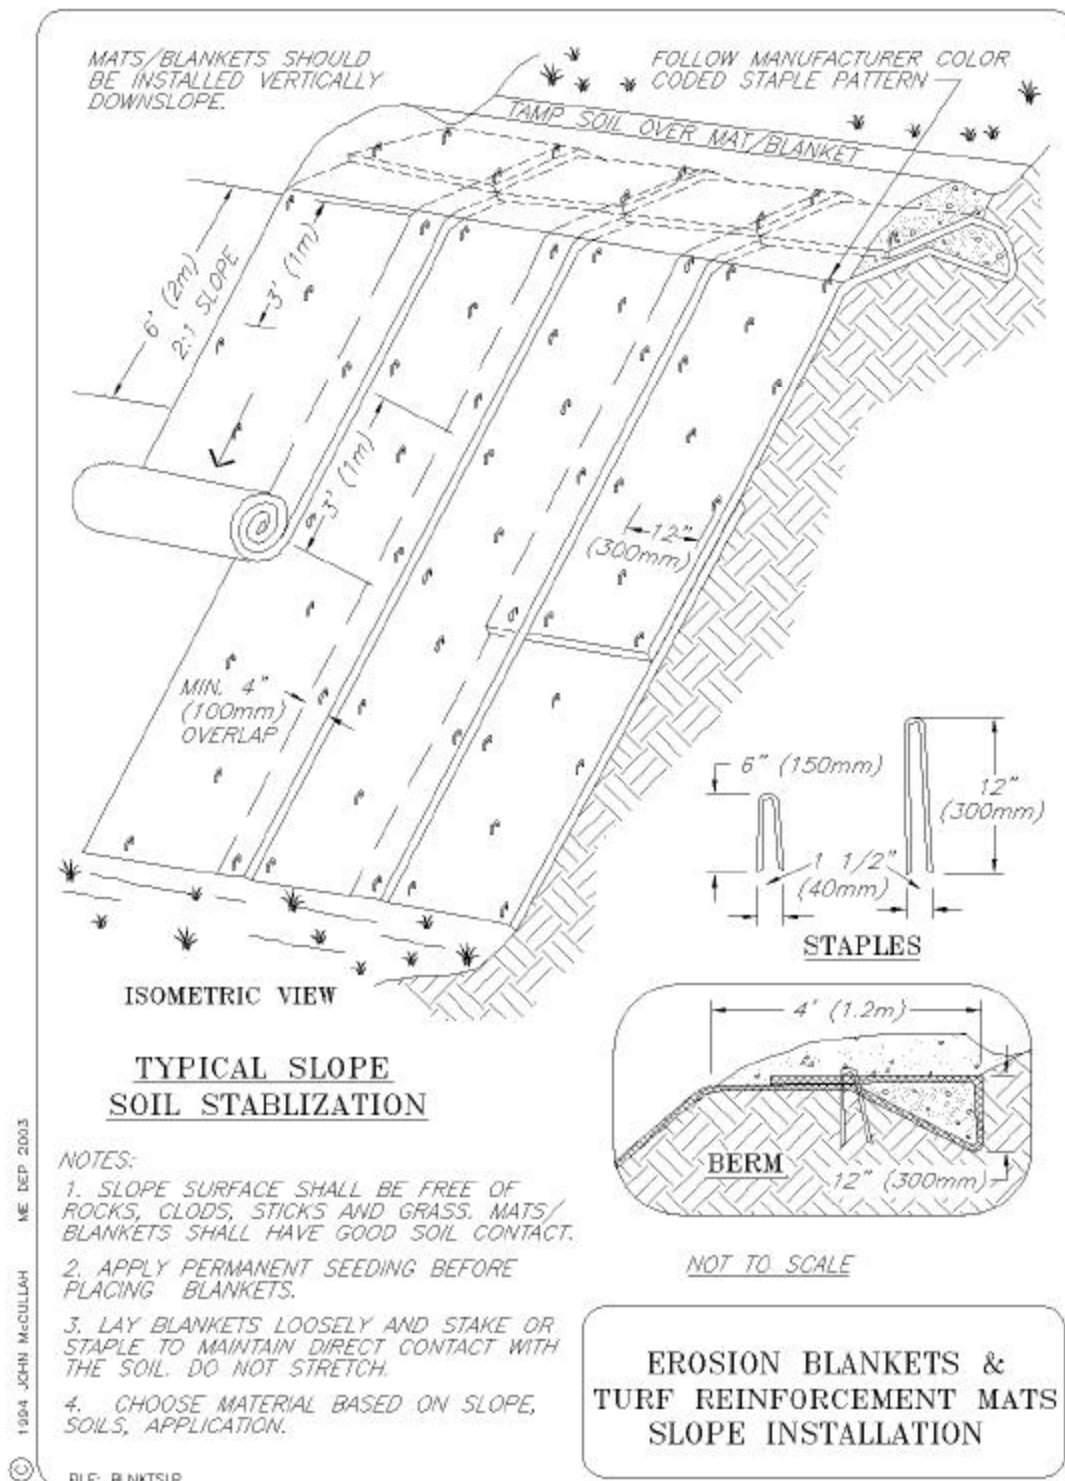 MATS/BLANKETS SHOULD
BE INSTALLED VERTICALLY
DOWNSLOPE.
FOLLOW MANUFACTURER COLOR
CODED STAPLE PATTERN
TAMP SOIL OVER MAT/BLANKET
6' (2m)
2:1 SLOPE
3' (1m)
3' (1m)
12"
(300mm)
MIN. 4"
(100mm)
OVERLAP
6" (150mm)
12"
(300mm)
1 1/2"
(40mm)
STAPLES
ISOMETRIC VIEW
TYPICAL SLOPE
SOIL STABLIZATION
4' (1.2m)
BERM
12" (300mm)
NOT TO SCALE
NOTES:
1. SLOPE SURFACE SHALL BE FREE OF
ROCKS, CLODS, STICKS AND GRASS. MATS/
BLANKETS SHALL HAVE GOOD SOIL CONTACT.
2. APPLY PERMANENT SEEDING BEFORE
PLACING BLANKETS.
3. LAY BLANKETS LOOSELY AND STAKE OR
STAPLE TO MAINTAIN DIRECT CONTACT WITH
THE SOIL. DO NOT STRETCH.
4. CHOOSE MATERIAL BASED ON SLOPE,
SOILS, APPLICATION.
EROSION BLANKETS &
TURF REINFORCEMENT MATS
SLOPE INSTALLATION
© 1994 JOHN McCULLAH ME DEP 2003